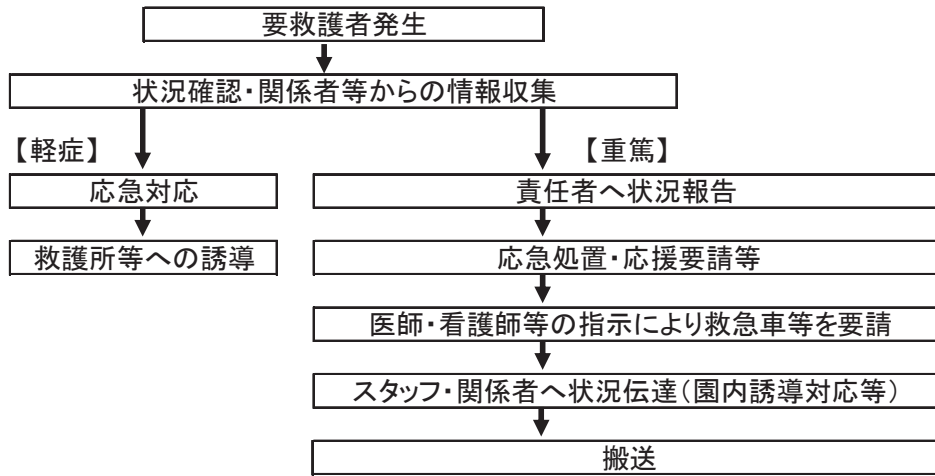 要救護者発生
状況確認・関係者等からの情報収集
【軽症】
【重篤】
応急対応
責任者へ状況報告
救護所等への誘導
応急処置・応援要請等
医師・看護師等の指示により救急車等を要請
スタッフ・関係者へ状況伝達(園内誘導対応等)
搬送